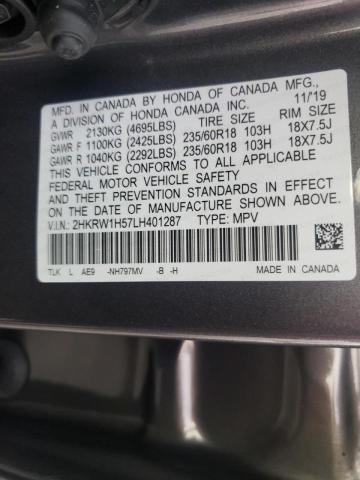 MFD. IN CANADA BY HONDA OF CANADA MFG., 11/19
A DIVISION OF HONDA CANADA INC.
GVWR 2130KG (4695LBS) TIRE SIZE RIM SIZE
GAWR F 1100KG (2425LBS) 235/60R18 103H 18X7.5J
GAWR R 1040KG (2292LBS) 235/60R18 103H 18X7.5J
THIS VEHICLE CONFORMS TO ALL APPLICABLE
FEDERAL MOTOR VEHICLE SAFETY
AND THEFT PREVENTION STANDARDS IN EFFECT
ON THE DATE OF MANUFACTURE SHOWN ABOVE.
V.I.N.: 2HKRW1H57LH401287 TYPE: MPV
TLK L AE9 -NH797MV -B -H
MADE IN CANADA